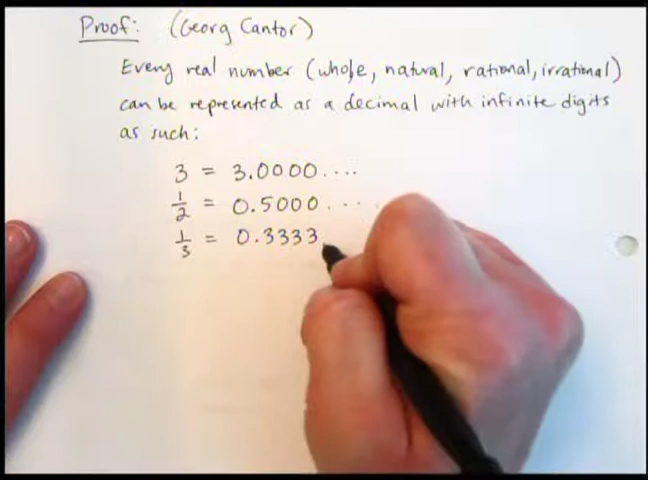 Proof: (Georg Cantor)
Every real number (whole, natural, rational, irrational)
can be represented as a decimal with infinite digits
as such:
3 = 3.0000....
1/2 = 0.5000....
1/3 = 0.3333.